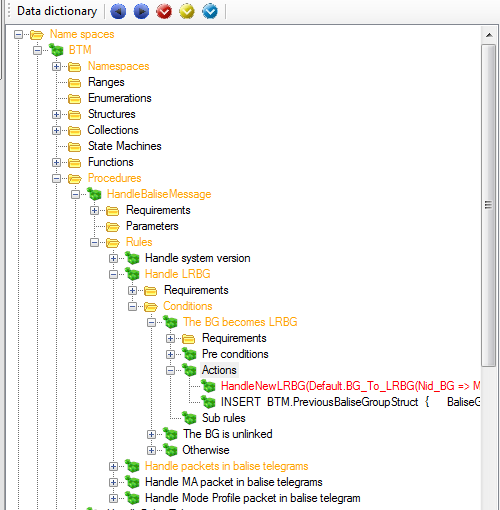 Data dictionary
Name spaces
BTM
Namespaces
Ranges
Enumerations
Structures
Collections
State Machines
Functions
Procedures
HandleBaliseMessage
Requirements
Parameters
Rules
Handle system version
Handle LRBG
Requirements
Conditions
The BG becomes LRBG
Requirements
Pre conditions
Actions
HandleNewLRBG(Default.BG_To_LRBG(Nid_BG => M
INSERT BTM.PreviousBaliseGroupStruct { BaliseG
Sub rules
The BG is unlinked
Otherwise
Handle packets in balise telegrams
Handle MA packet in balise telegrams
Handle Mode Profile packet in balise telegram